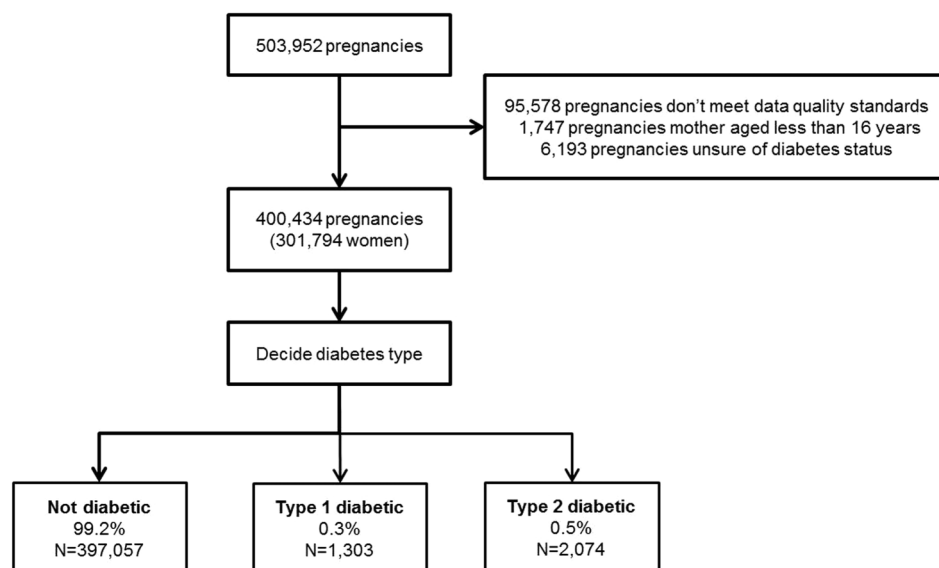 503,952 pregnancies
95,578 pregnancies don’t meet data quality standards
1,747 pregnancies mother aged less than 16 years
6,193 pregnancies unsure of diabetes status
400,434 pregnancies
(301,794 women)
Decide diabetes type
Not diabetic
99.2%
N=397,057
Type 1 diabetic
0.3%
N=1,303
Type 2 diabetic
0.5%
N=2,074